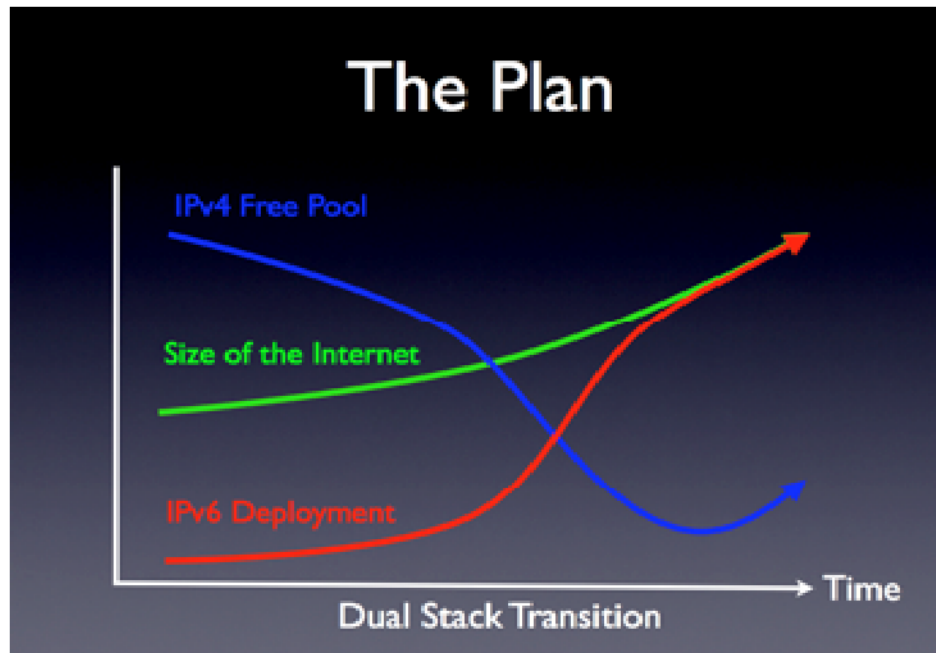 The Plan
IPv4 Free Pool
Size of the Internet
IPv6 Deployment
Time
Dual Stack Transition